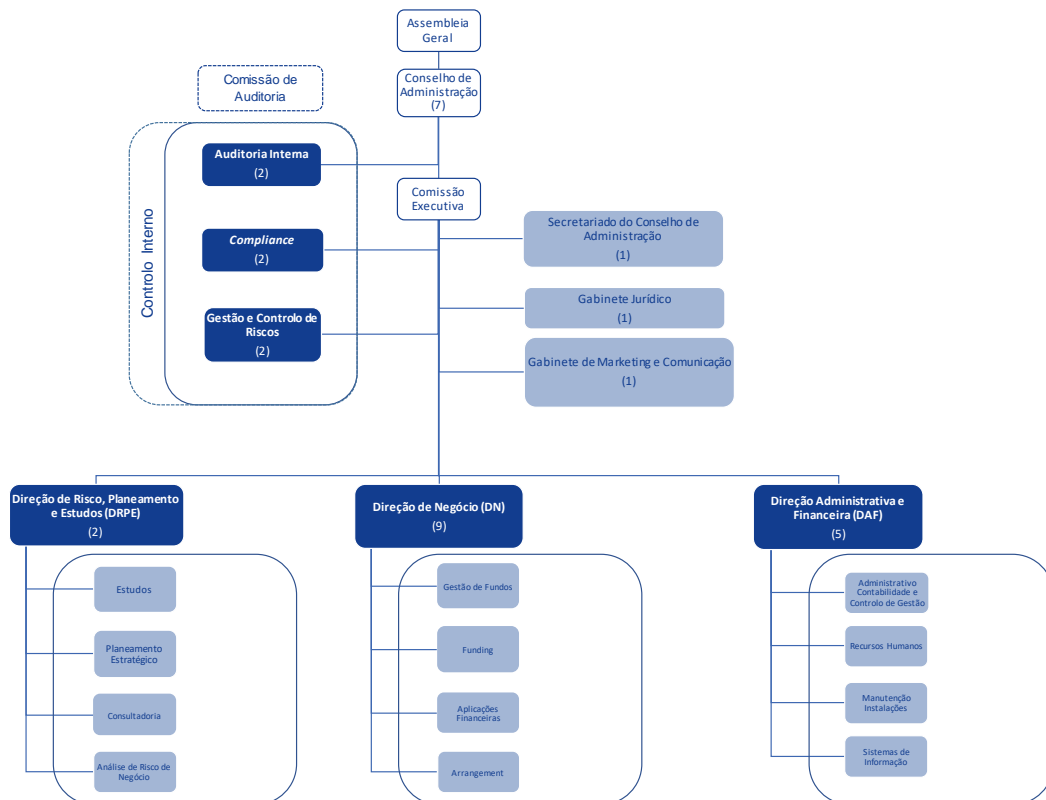 Assembleia
Geral
Comissão de
Auditoria
Conselho de
Administração
(7)
Controlo Interno
Auditoria Interna
(2)
Comissão
Executiva
Compliance
(2)
Secretariado do Conselho de
Administração
(1)
Gestão e Controlo de
Riscos
(2)
Gabinete Jurídico
(1)
Gabinete de Marketing e Comunicação
(1)
Direção de Risco, Planeamento
e Estudos (DRPE)
(2)
Estudos
Planeamento
Estratégico
Consultadoria
Análise de Risco de
Negócio
Direção de Negócio (DN)
(9)
Gestão de Fundos
Funding
Aplicações
Financeiras
Arrangement
Direção Administrativa e
Financeira (DAF)
(5)
Administrativo
Contabilidade e
Controlo de Gestão
Recursos Humanos
Manutenção
Instalações
Sistemas de
Informação